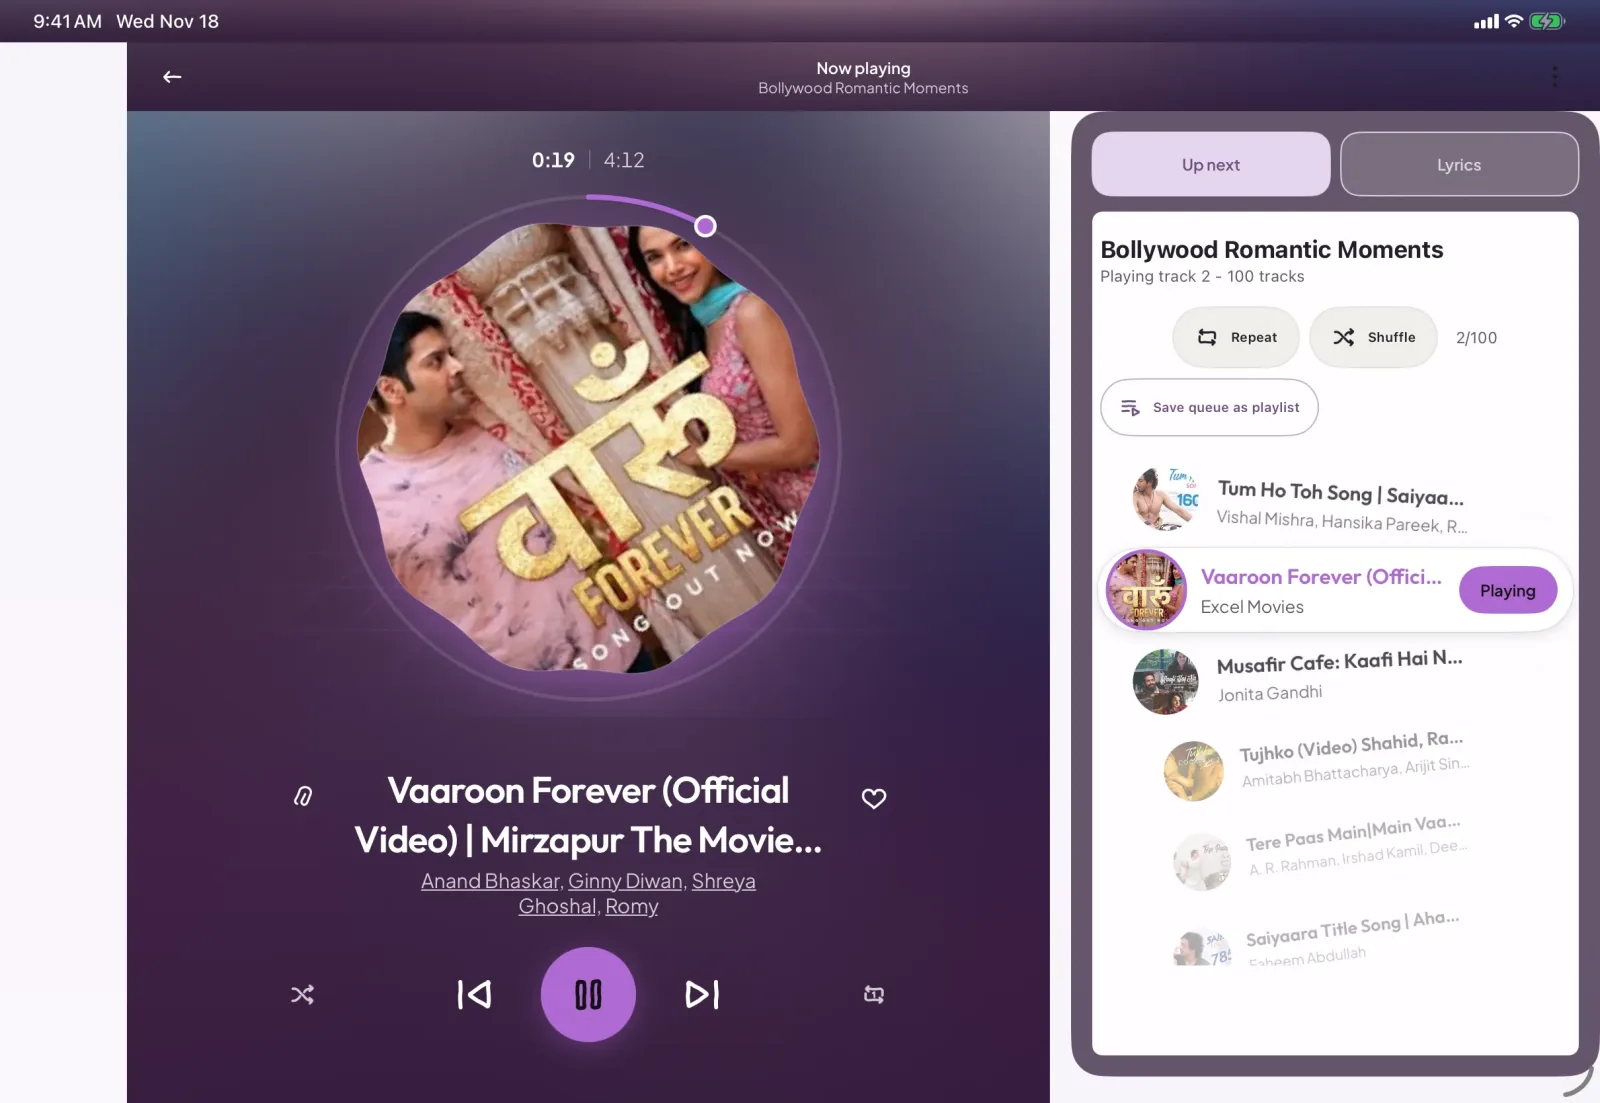 9:41 AM Wed Nov 18
Now playing
Bollywood Romantic Moments
0:19 | 4:12
वारूँ
FOREVER
SONG OUT NOW
Vaaroon Forever (Official
Video) | Mirzapur The Movie...
Anand Bhaskar, Ginny Diwan, Shreya
Ghoshal, Romy
Up next
Lyrics
Bollywood Romantic Moments
Playing track 2 - 100 tracks
Repeat
Shuffle
2/100
Save queue as playlist
Tum Ho Toh Song | Saiyaa...
Vishal Mishra, Hansika Pareek, R...
वारूँ
FOREVER
Vaaroon Forever (Offici...
Excel Movies
Playing
Musafir Cafe: Kaafi Hai N...
Jonita Gandhi
Tujhko (Video) Shahid, Ra...
Amitabh Bhattacharya, Arijit Sin...
Tere Paas Main|Main Vaa...
A. R. Rahman, Irshad Kamil, Dee...
Saiyaara Title Song | Aha...
Faheem Abdullah